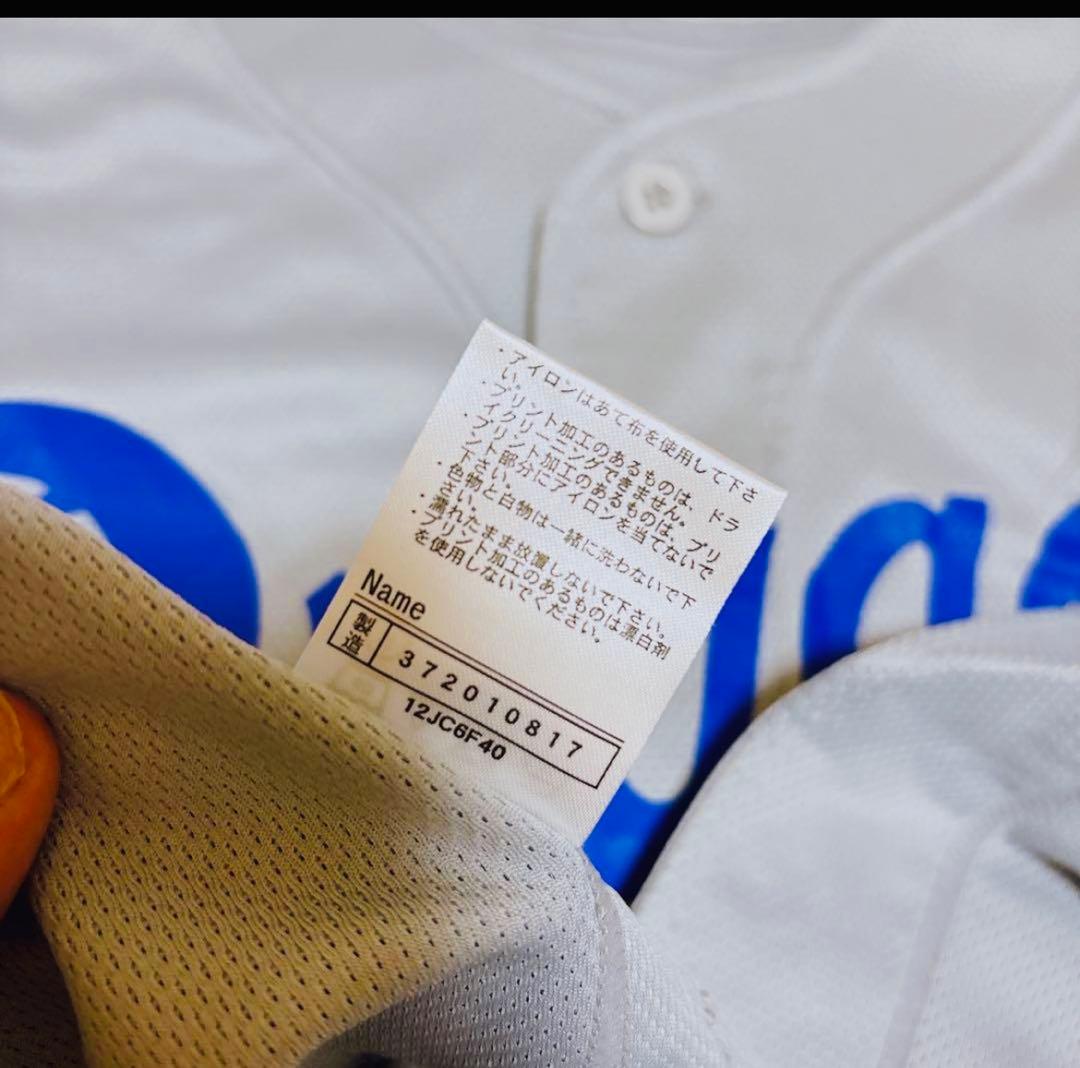 ・アイロンはあて布を使用して下さ
い。
・プリント加工のあるものは、ドラ
イクリーニングできません。
プリント加工のあるものは、プリ
ント部分にアイロンを当てないで
下さい。
・色物と白物は一緒に洗わないで下
さい。
・濡れたまま放置しないで下さい。
・プリント加工のあるものは漂白剤
を使用しないでください。
Name
製造 372010817
12JC6F40